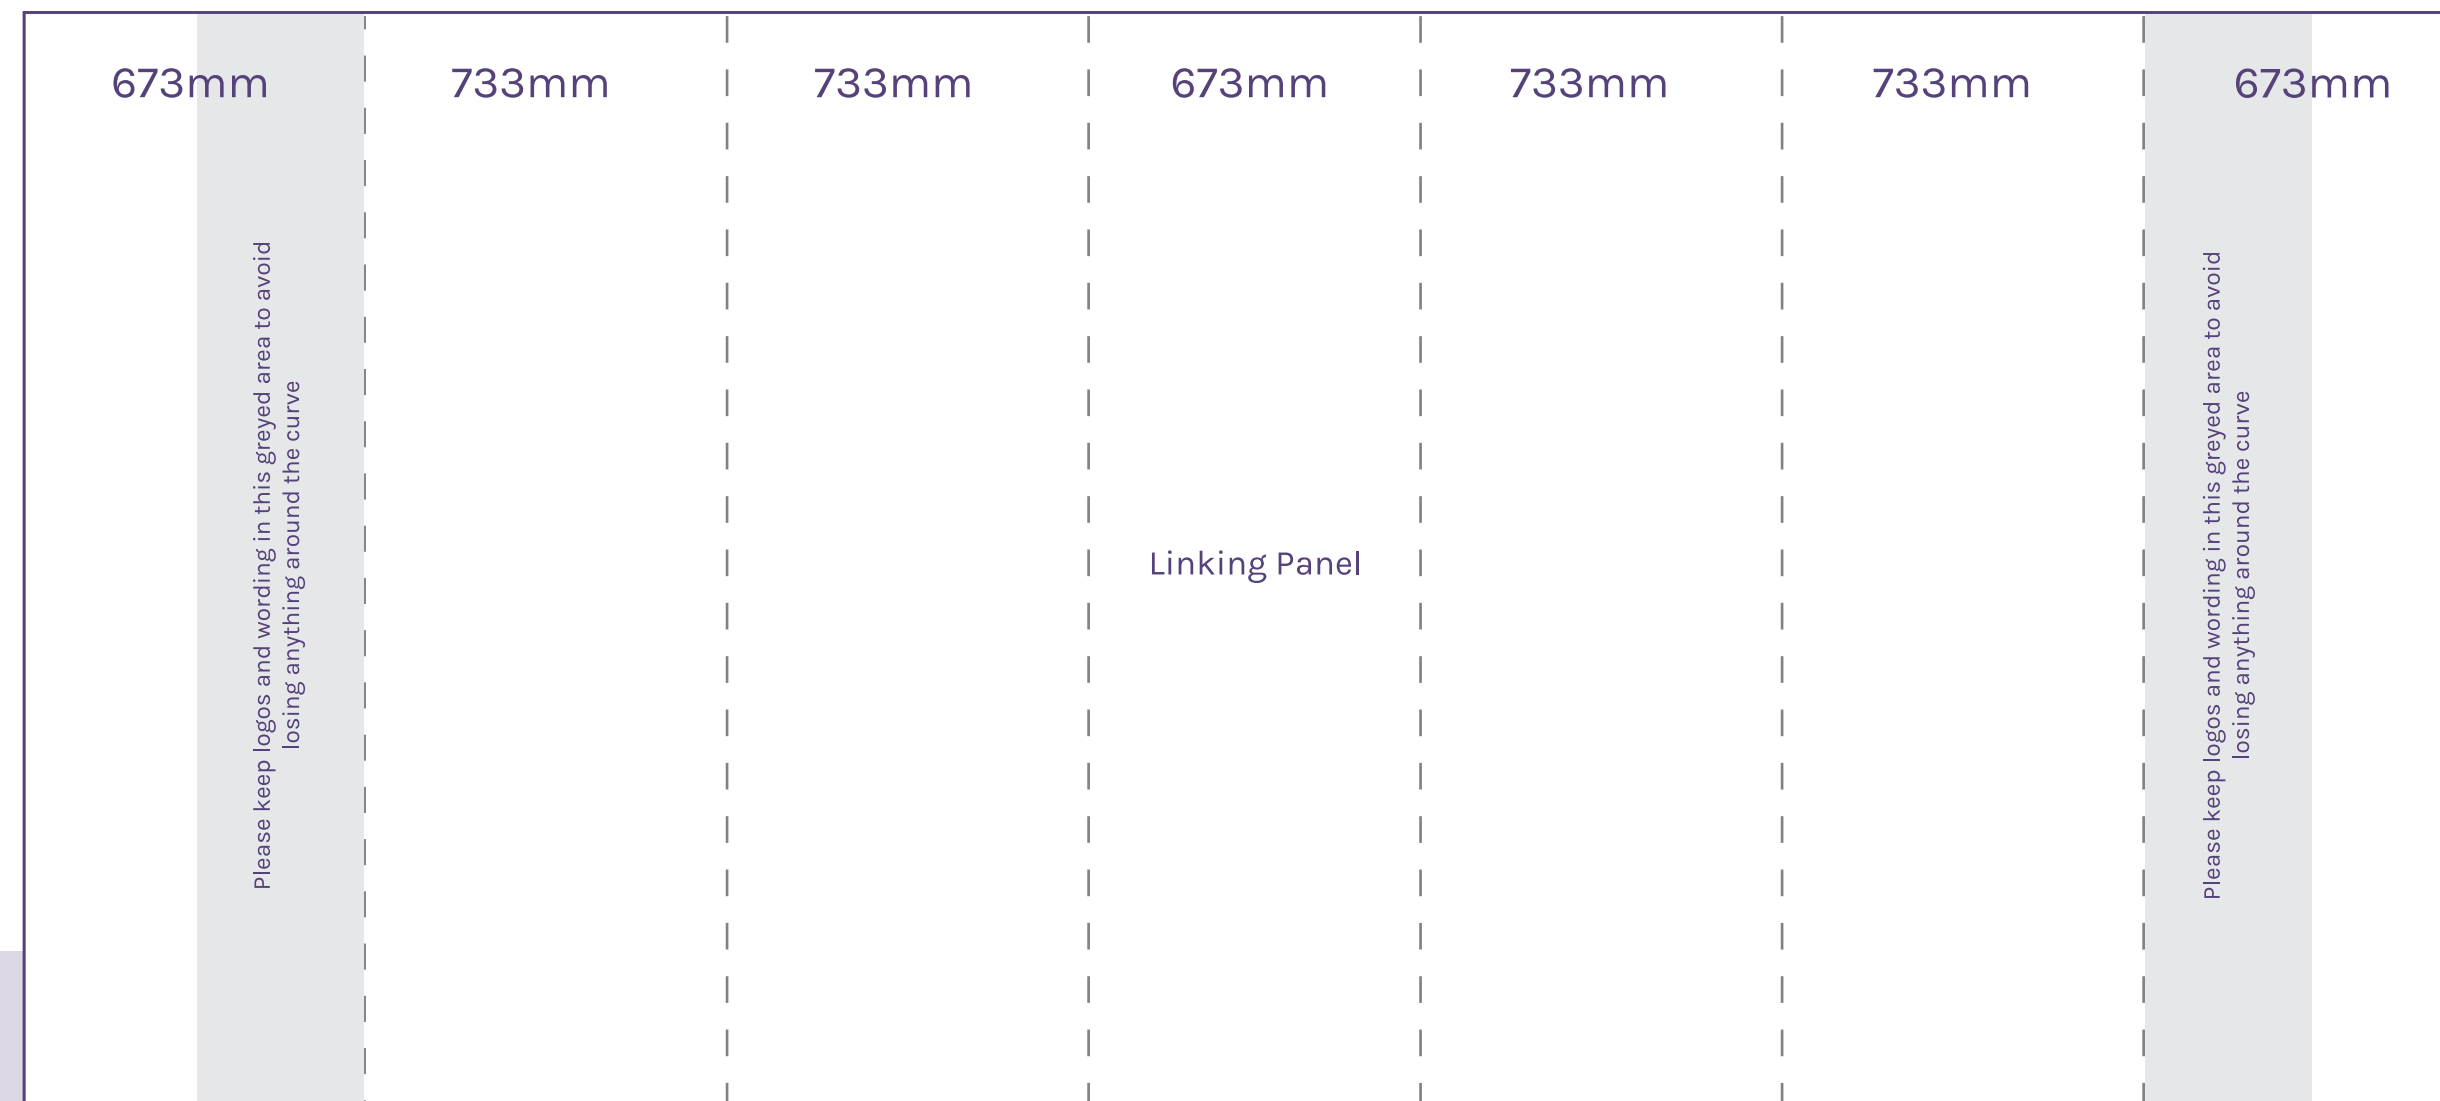 673mm 733mm 733mm 673mm 733mm 733mm 673mm
Please keep logos and wording in this greyed area to avoid
losing anything around the curve
Linking Panel
Please keep logos and wording in this greyed area to avoid
losing anything around the curve